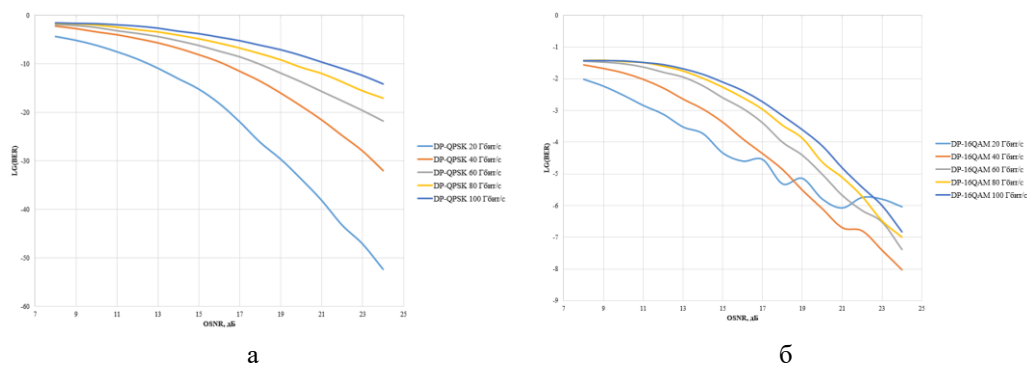 0
-10
-20
-30
-40
-50
-60
LG(BER)
7 9 11 13 15 17 19 21 23 25
OSNR, дБ
DP-QPSK 20 Гбит/с
DP-QPSK 40 Гбит/с
DP-QPSK 60 Гбит/с
DP-QPSK 80 Гбит/с
DP-QPSK 100 Гбит/с
а
0
-1
-2
-3
-4
-5
-6
-7
-8
-9
LG(BER)
7 9 11 13 15 17 19 21 23 25
OSNR, дБ
DP-16QAM 20 Гбит/с
DP-16QAM 40 Гбит/с
DP-16QAM 60 Гбит/с
DP-16QAM 80 Гбит/с
DP-16QAM 100 Гбит/с
б